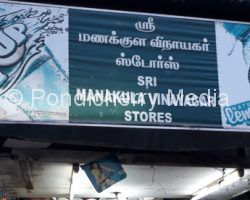 ஸ்ரீ
மணக்குள விநாயகர்
ஸ்டோர்ஸ்
SRI
MANAKULA VINAYAGAR
STORES
© Pondicherry Media